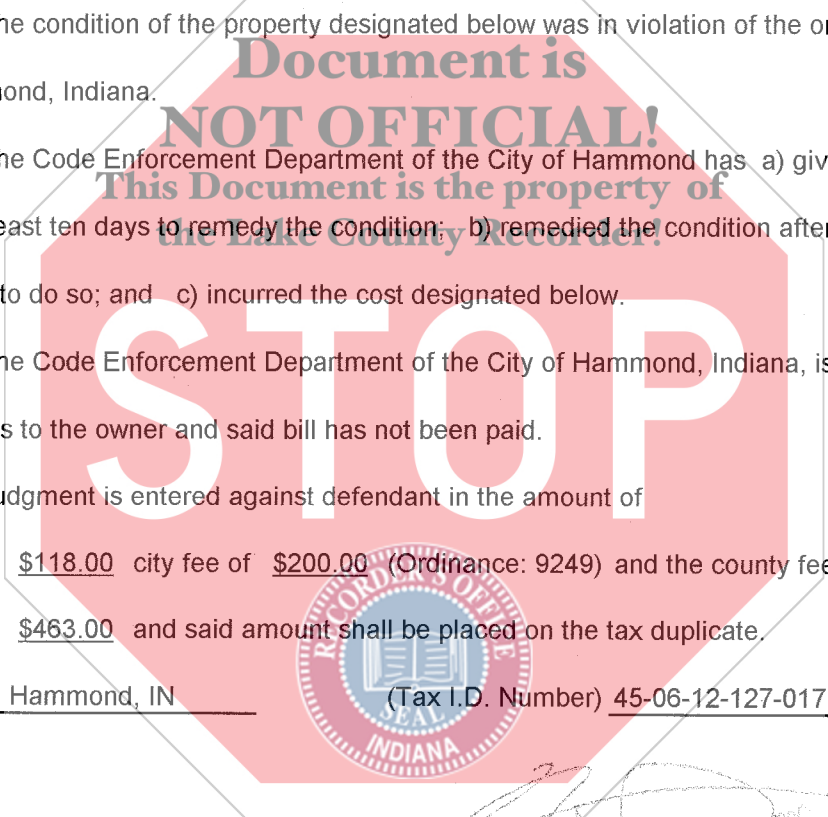 he condition of the property designated below was in violation of the or
Document is
ond, Indiana.
NOT OFFICIAL!
he Code Enforcement Department of the City of Hammond has a) giv
This Document is the property of
east ten days to remedy the condition; b) remedied the condition after
the Lake County Recorder!
to do so; and c) incurred the cost designated below.
STOP
he Code Enforcement Department of the City of Hammond, Indiana, is
s to the owner and said bill has not been paid.
udgment is entered against defendant in the amount of
$118.00 city fee of $200.00 (Ordinance: 9249) and the county fee
RECORDER'S OFFICE
$463.00 and said amount shall be placed on the tax duplicate.
Hammond, IN (Tax I.D. Number) 45-06-12-127-017
SEAL
INDIANA